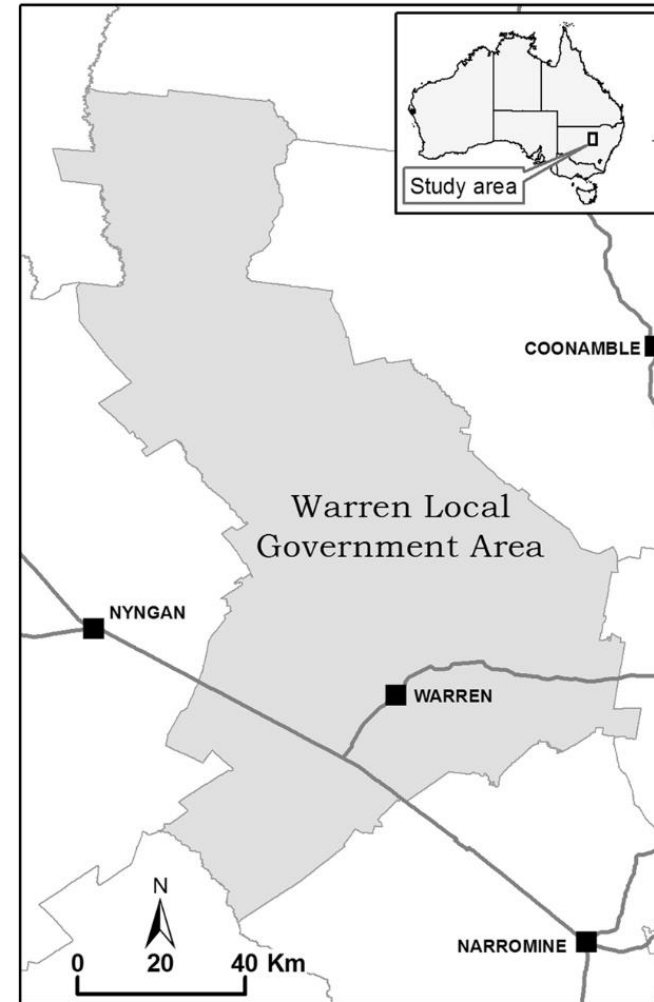 Study area
COONAMBLE
Warren Local
Government Area
NYNGAN
WARREN
N
NARROMINE
0 20 40 Km